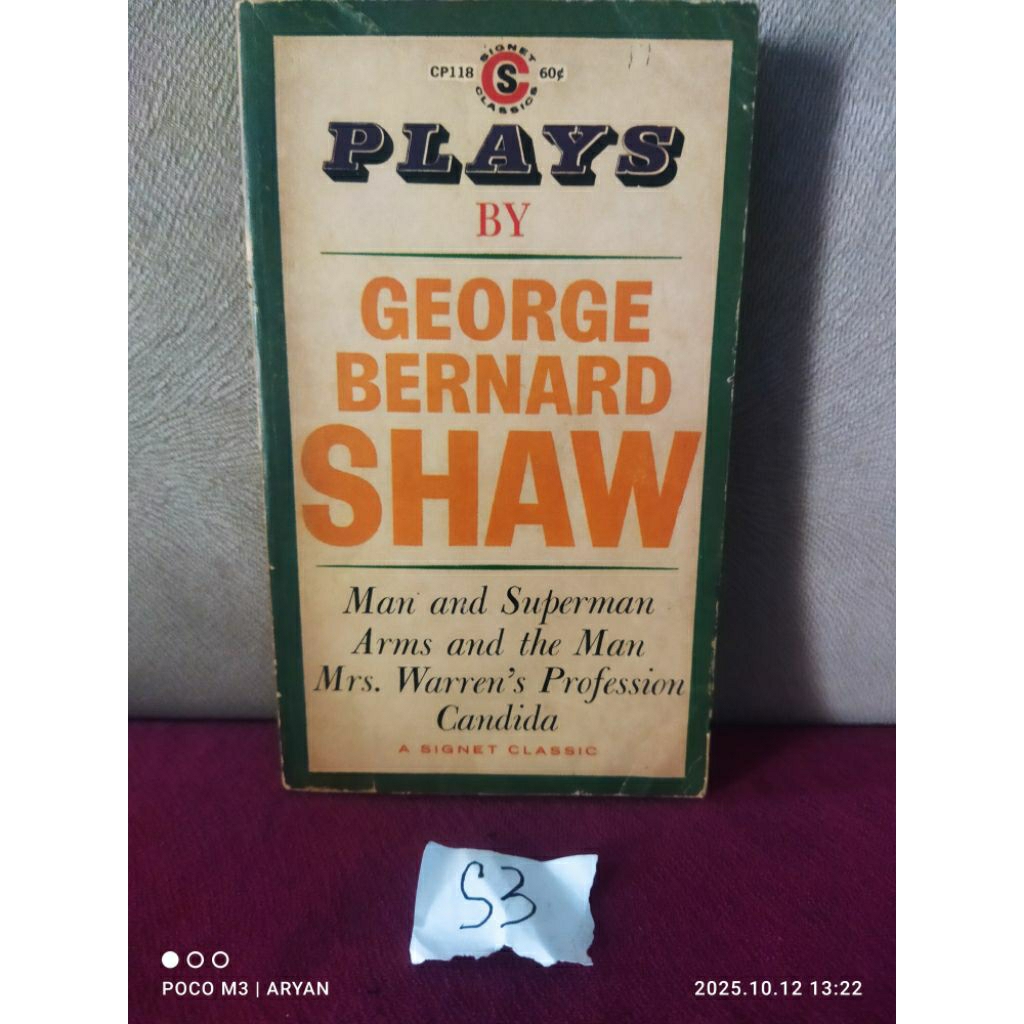 CP118 SIGNET CLASSICS SC 60¢
PLAYS
BY
GEORGE
BERNARD
SHAW
Man and Superman
Arms and the Man
Mrs. Warren's Profession
Candida
A SIGNET CLASSIC
S3
POCO M3 | ARYAN 2025.10.12 13:22